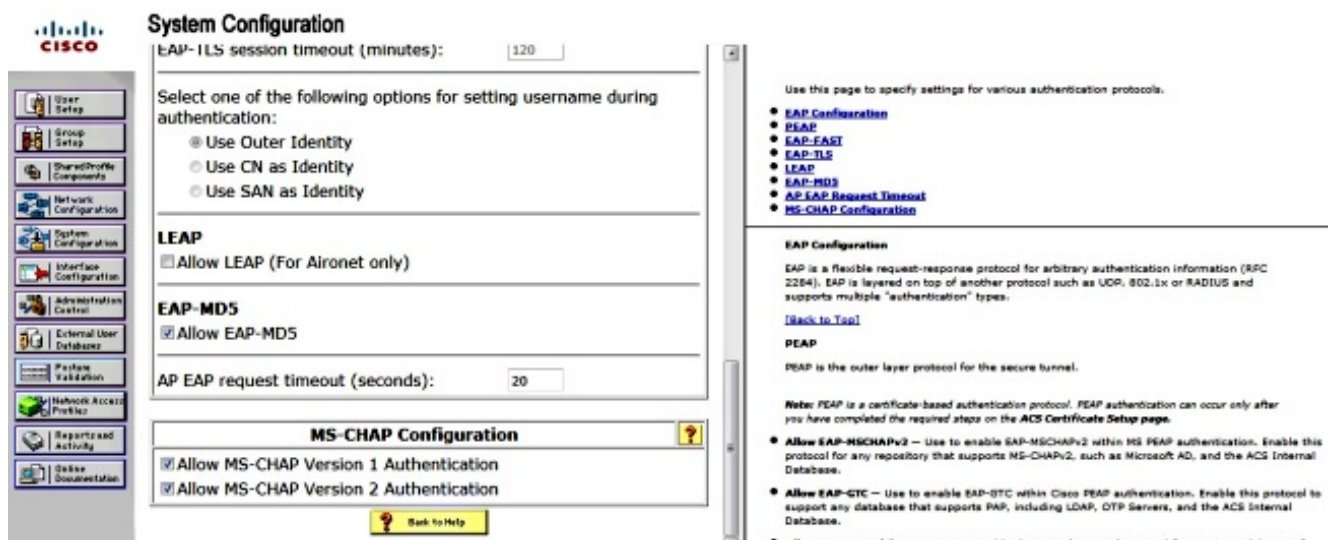 CISCO
System Configuration
User Setup
Group Setup
SharedProfile Components
Network Configuration
System Configuration
Interface Configuration
Administration Control
External User Databases
Posture Validation
Network Access Profiles
Reports and Activity
Online Documentation
EAP-TLS session timeout (minutes): 120
Select one of the following options for setting username during
authentication:
Use Outer Identity
Use CN as Identity
Use SAN as Identity
LEAP
Allow LEAP (For Aironet only)
EAP-MD5
Allow EAP-MD5
AP EAP request timeout (seconds): 20
MS-CHAP Configuration
?
Allow MS-CHAP Version 1 Authentication
Allow MS-CHAP Version 2 Authentication
? Back to Help
Use this page to specify settings for various authentication protocols.
EAP Configuration
PEAP
EAP-FAST
EAP-TLS
LEAP
EAP-MD5
AP EAP Request Timeout
MS-CHAP Configuration
EAP Configuration
EAP is a flexible request-response protocol for arbitrary authentication information (RFC
2284). EAP is layered on top of another protocol such as UDP, 802.1x or RADIUS and
supports multiple "authentication" types.
[Back to Top]
PEAP
PEAP is the outer layer protocol for the secure tunnel.
Note: PEAP is a certificate-based authentication protocol. PEAP authentication can occur only after
you have completed the required steps on the ACS Certificate Setup page.
Allow EAP-MSCHAPv2 — Use to enable EAP-MSCHAPv2 within MS PEAP authentication. Enable this
protocol for any repository that supports MS-CHAPv2, such as Microsoft AD, and the ACS Internal
Database.
Allow EAP-GTC — Use to enable EAP-GTC within Cisco PEAP authentication. Enable this protocol to
support any database that supports PAP, including LDAP, OTP Servers, and the ACS Internal
Database.